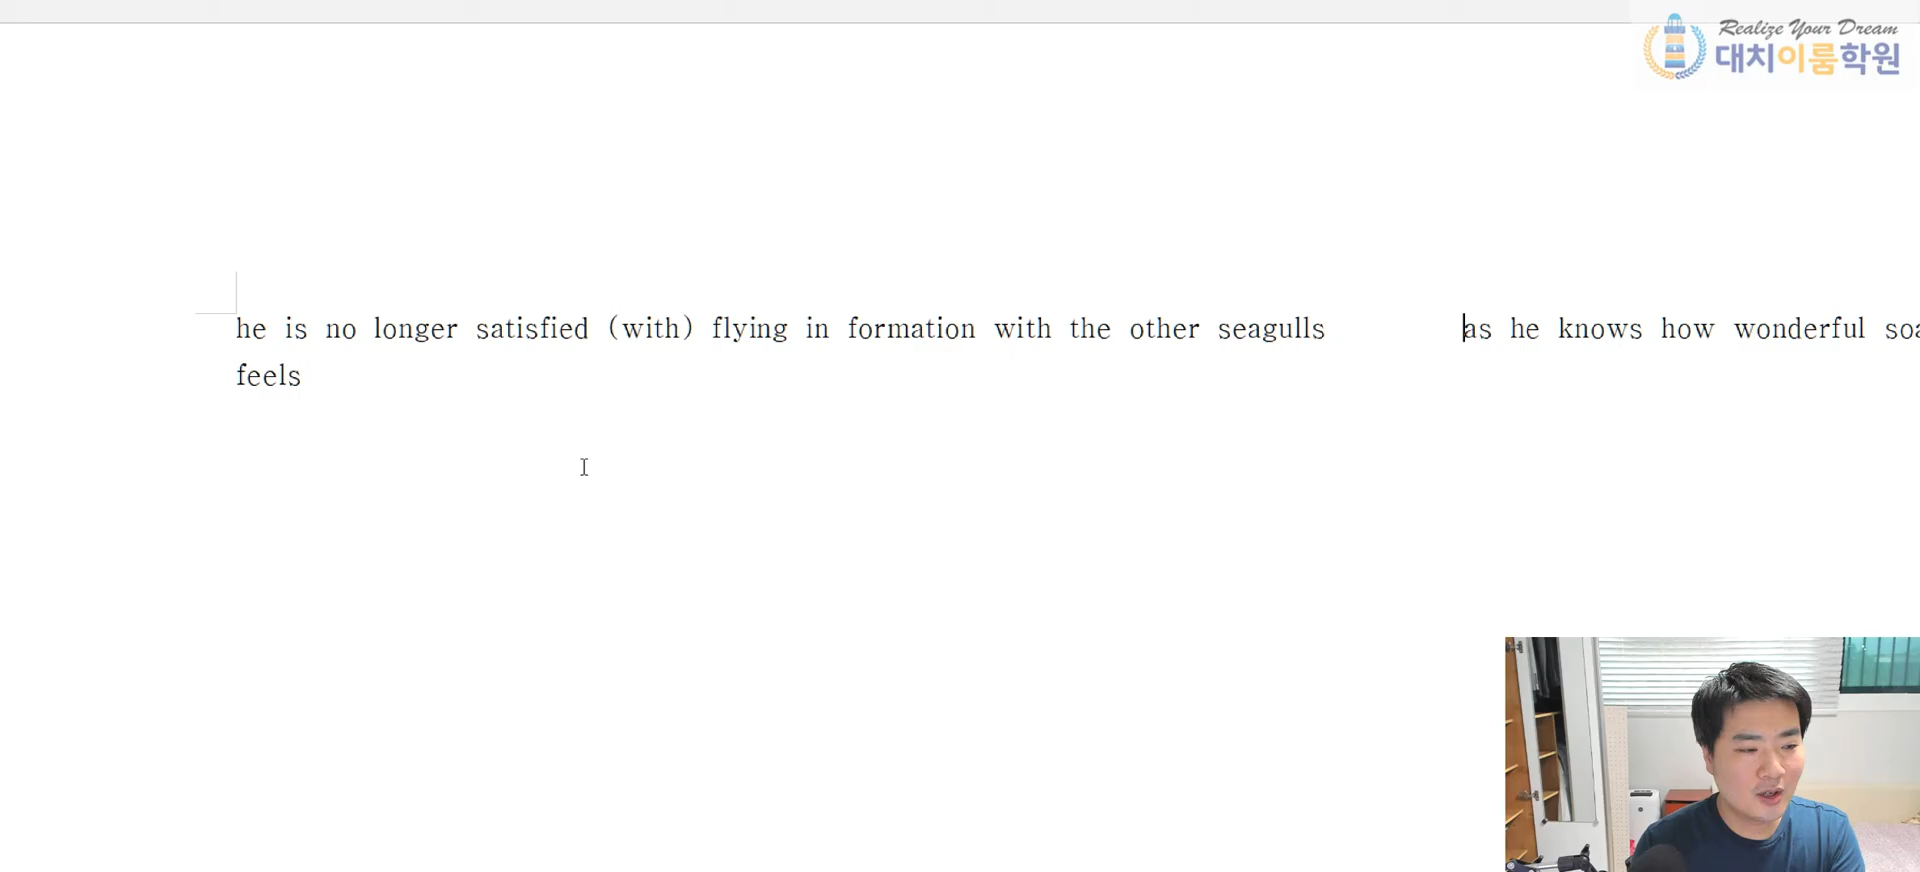 Realize Your Dream
대치이룸학원
he is no longer satisfied (with) flying in formation with the other seagulls as he knows how wonderful
feels